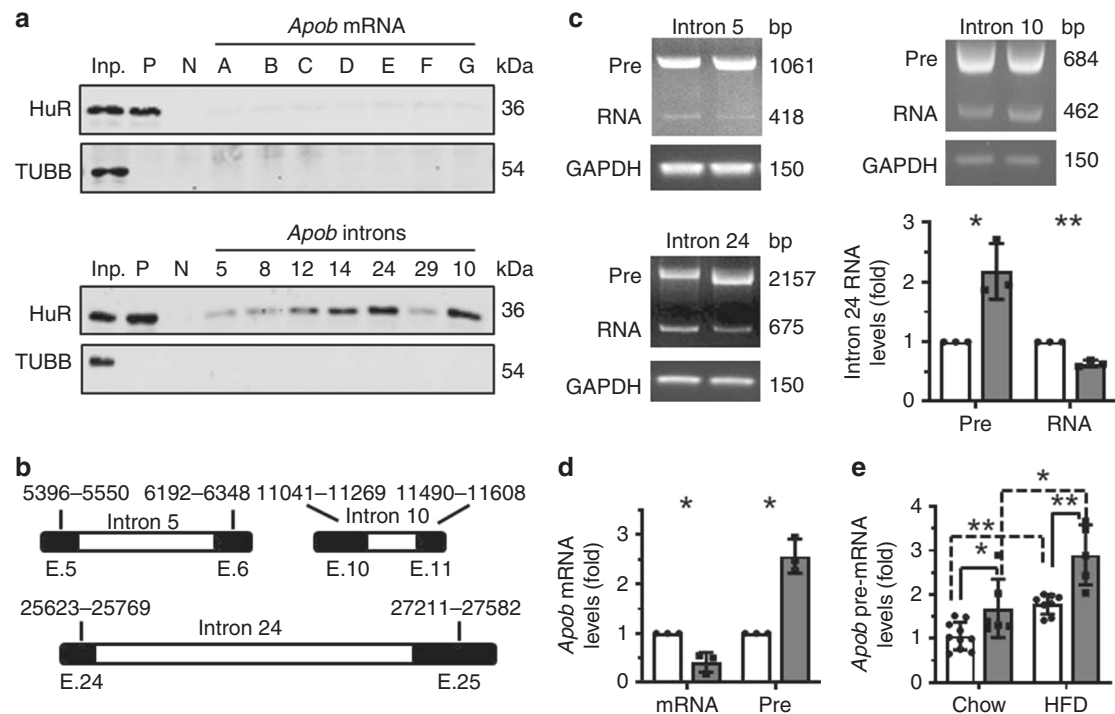 a
Apob mRNA
Inp. P N A B C D E F G kDa
HuR 36
TUBB 54
Apob introns
Inp. P N 5 8 12 14 24 29 10 kDa
HuR 36
TUBB 54
b
5396–5550 6192–6348 11041–11269 11490–11608
Intron 5 Intron 10
E.5 E.6 E.10 E.11
25623–25769 27211–27582
Intron 24
E.24 E.25
c
Intron 5 bp
Pre 1061
RNA 418
GAPDH 150
Intron 10 bp
Pre 684
RNA 462
GAPDH 150
Intron 24 bp
Pre 2157
RNA 675
GAPDH 150
Intron 24 RNA
levels (fold)
3
2
1
0
* **
Pre RNA
d
Apob mRNA
levels (fold)
3
2
1
0
* *
mRNA Pre
e
Apob pre-mRNA
levels (fold)
4
3
2
1
0
*
** **
*
Chow HFD